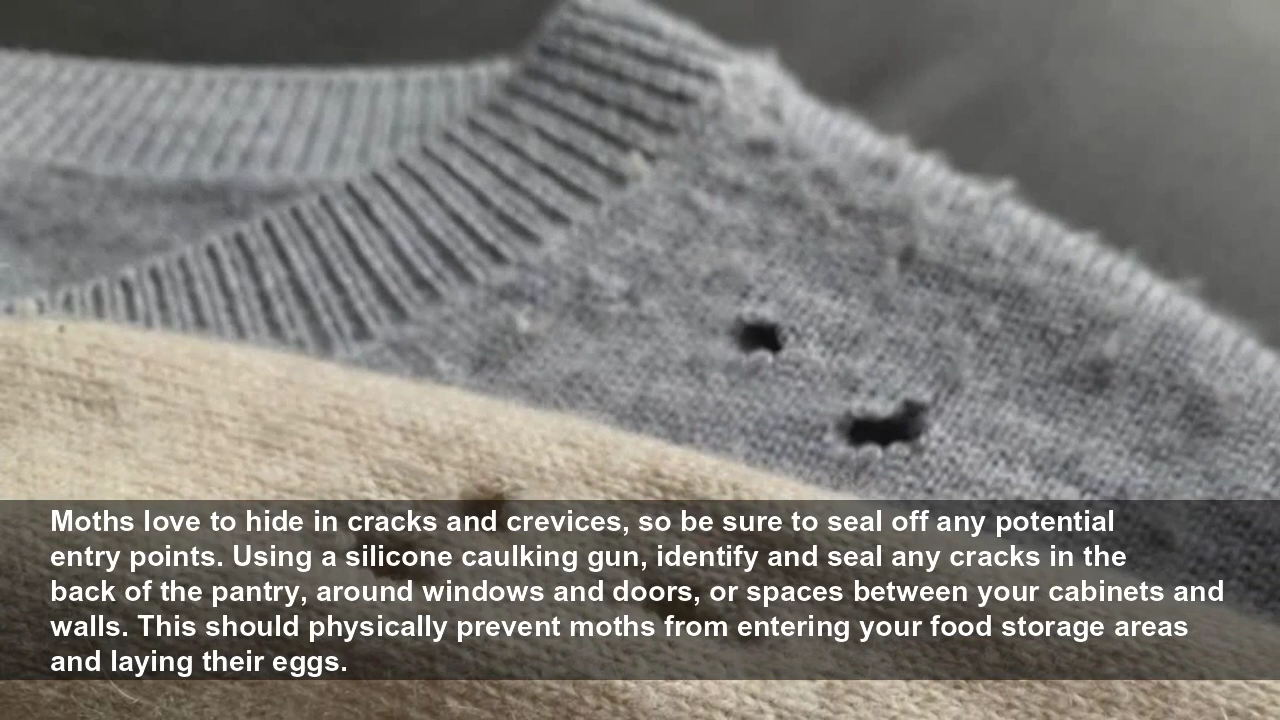 Moths love to hide in cracks and crevices, so be sure to seal off any potential
entry points. Using a silicone caulking gun, identify and seal any cracks in the
back of the pantry, around windows and doors, or spaces between your cabinets and
walls. This should physically prevent moths from entering your food storage areas
and laying their eggs.